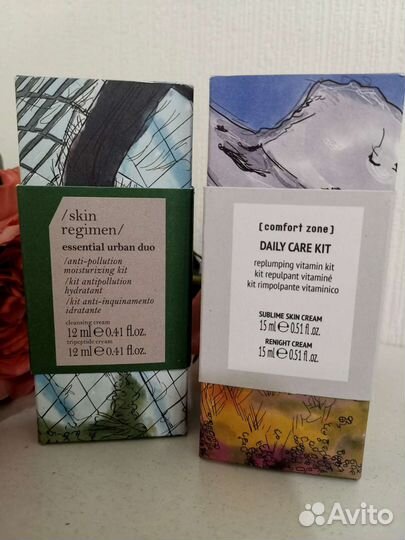 /skin
regimen/
essential urban duo
/anti-pollution
moisturizing kit
/kit antipollution
hydratant
/kit anti-inquinamento
idratante
cleansing cream
12 ml ℮ 0.41 fl.oz.
tripeptide cream
12 ml ℮ 0.41 fl.oz.
[comfort zone]
DAILY CARE KIT
replumping vitamin kit
kit repulpant vitaminé
kit rimpolpante vitaminico
SUBLIME SKIN CREAM
15 ml ℮ 0.51 fl.oz.
RENIGHT CREAM
15 ml ℮ 0.51 fl.oz.
Avito